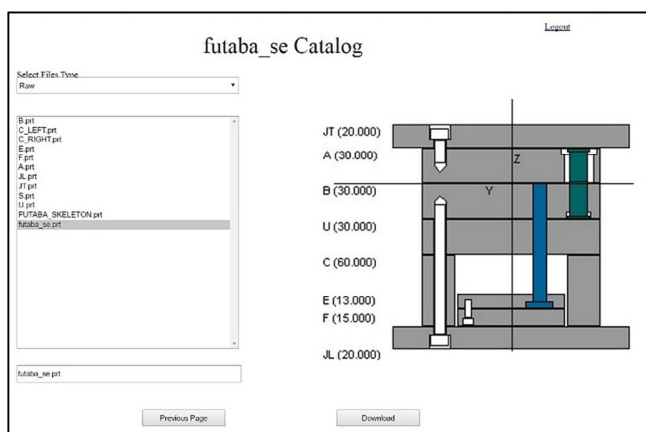 Logout
futaba_se Catalog
Select Files Type
Raw
B.prt
C_LEFT.prt
C_RIGHT.prt
E.prt
F.prt
A.prt
JL.prt
JT.prt
S.prt
U.prt
FUTABA_SKELETON.prt
futaba_se.prt
futaba_se.prt
Previous Page
Download
JT (20.000)
A (30.000)
Z
B (30.000)
Y
U (30.000)
C (60.000)
E (13.000)
F (15.000)
JL (20.000)